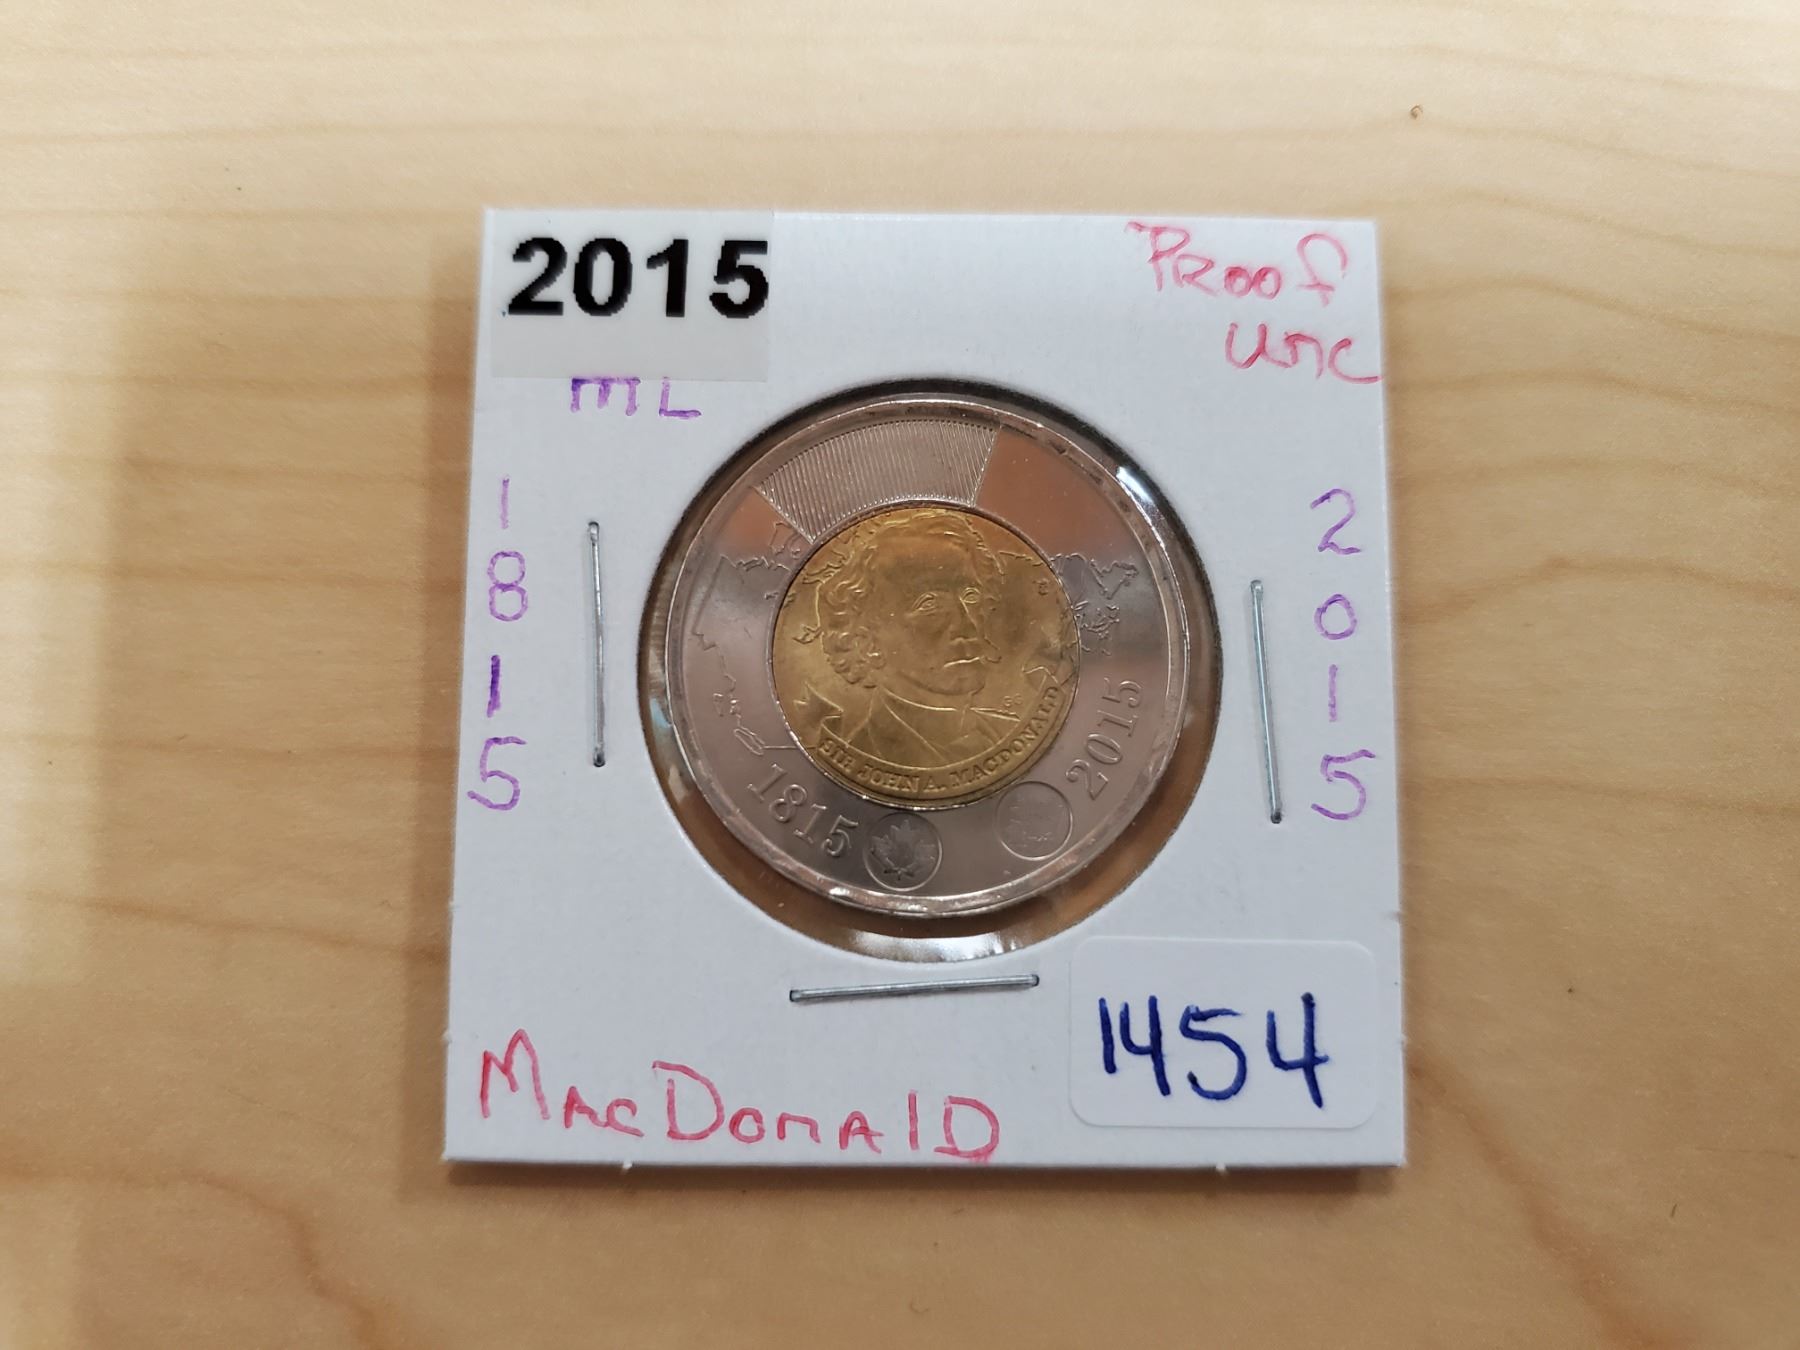 2015
Proof
unc
ML
1815
2015
SIR JOHN A. MACDONALD
1815
2015
MacDonald
1454